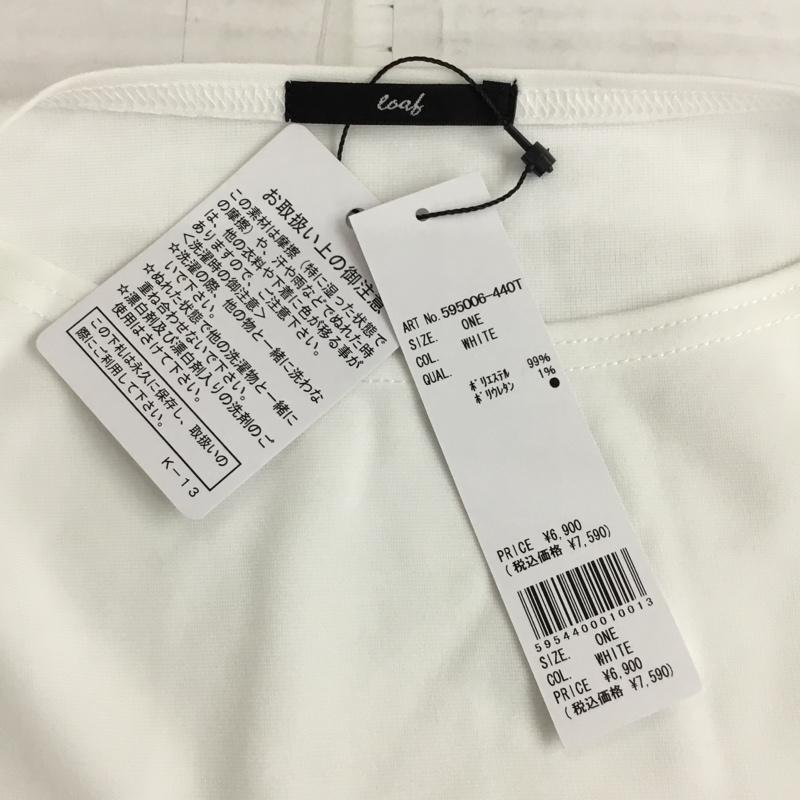 loaf
お取扱い上の御注意
この素材は摩擦（特に湿った状態で
の摩擦）や、汗や雨などでぬれた時
は、他の衣料や下着に色が移る事が
ありますので、ご注意下さい。
＜洗濯時の御注意＞
☆洗濯の際、他の物と一緒に洗わな
いで下さい。
☆ぬれた状態で他の洗濯物と一緒に
重ね合わせないで下さい。
☆漂白剤及び漂白剤入りの洗剤のご
使用はさけて下さい。
この下札は永久に保存し、取扱いの
際にご利用して下さい。
K－13
ART No. 595006-440T
SIZE. ONE
COL. WHITE
QUAL.
ﾎﾟﾘｴｽﾃﾙ 99%
ﾎﾟﾘｳﾚﾀﾝ 1%
PRICE ¥6,900
(税込価格 ¥7,590)
5954400010013
SIZE. ONE
COL. WHITE
PRICE ¥6,900
(税込価格 ¥7,590)